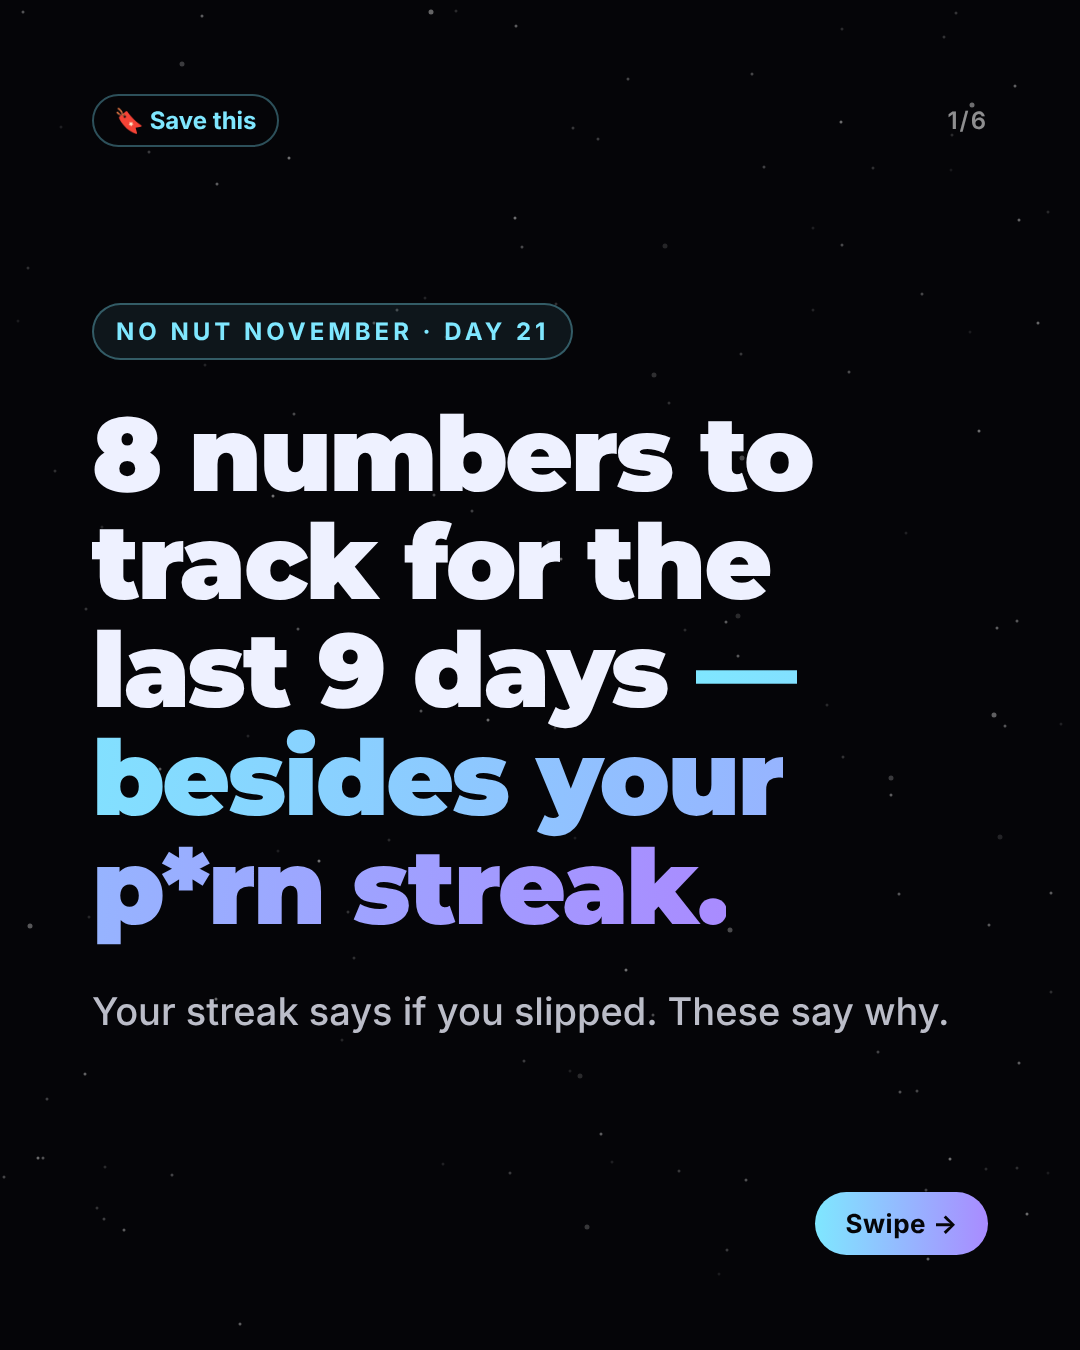 🔖 Save this
1/6
NO NUT NOVEMBER · DAY 21
8 numbers to
track for the
last 9 days —
besides your
p*rn streak.
Your streak says if you slipped. These say why.
Swipe →